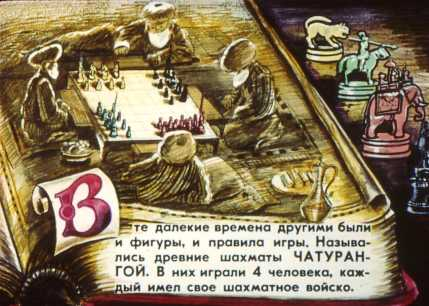 В те далекие времена другими были
и фигуры, и правила игры. Называ-
лись древние шахматы ЧАТУРАН-
ГОЙ. В них играли 4 человека, каж-
дый имел свое шахматное войско.